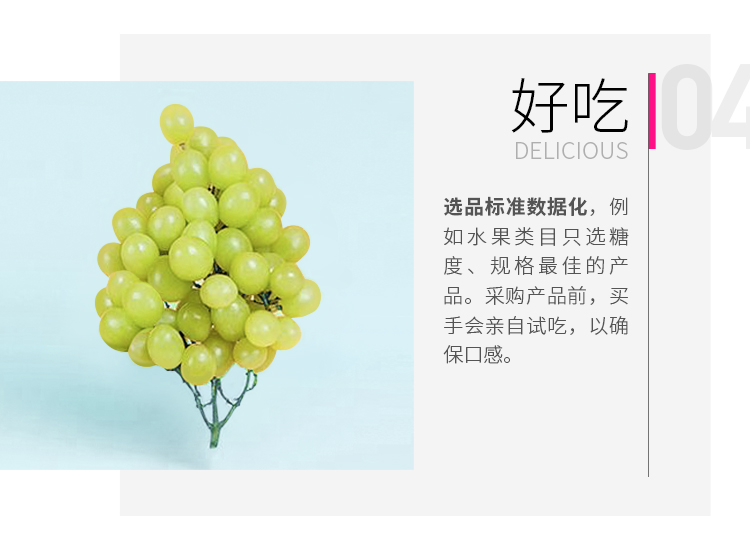 好吃
04
DELICIOUS
选品标准数据化，例
如水果类目只选糖
度、规格最佳的产
品。采购产品前，买
手会亲自试吃，以确
保口感。